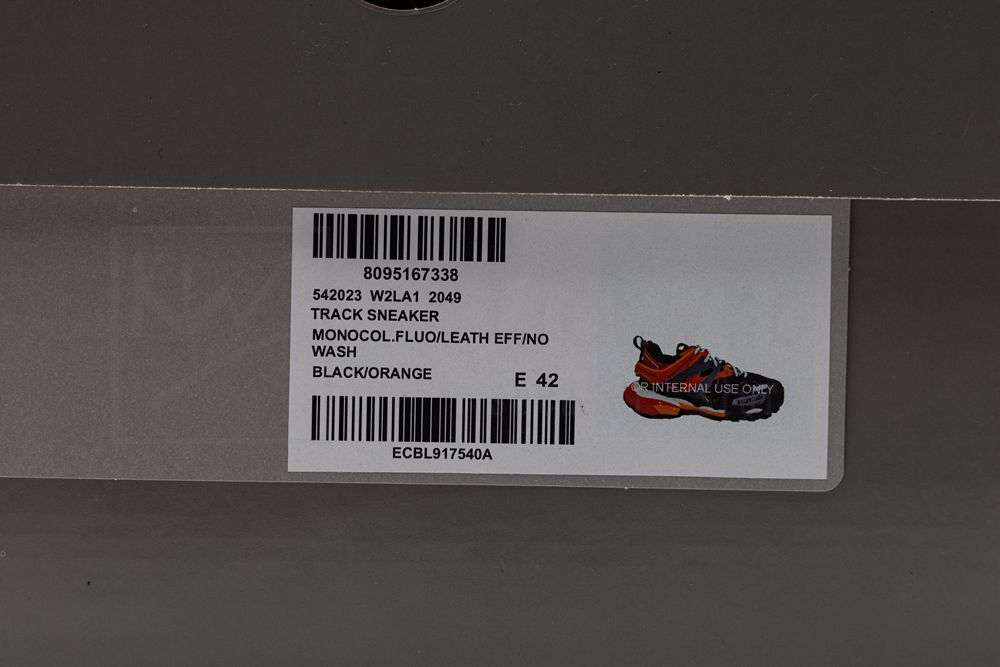 8095167338
542023 W2LA1 2049
TRACK SNEAKER
MONOCOL.FLUO/LEATH EFF/NO
WASH
BLACK/ORANGE
E 42
OR INTERNAL USE ONLY
ECBL917540A